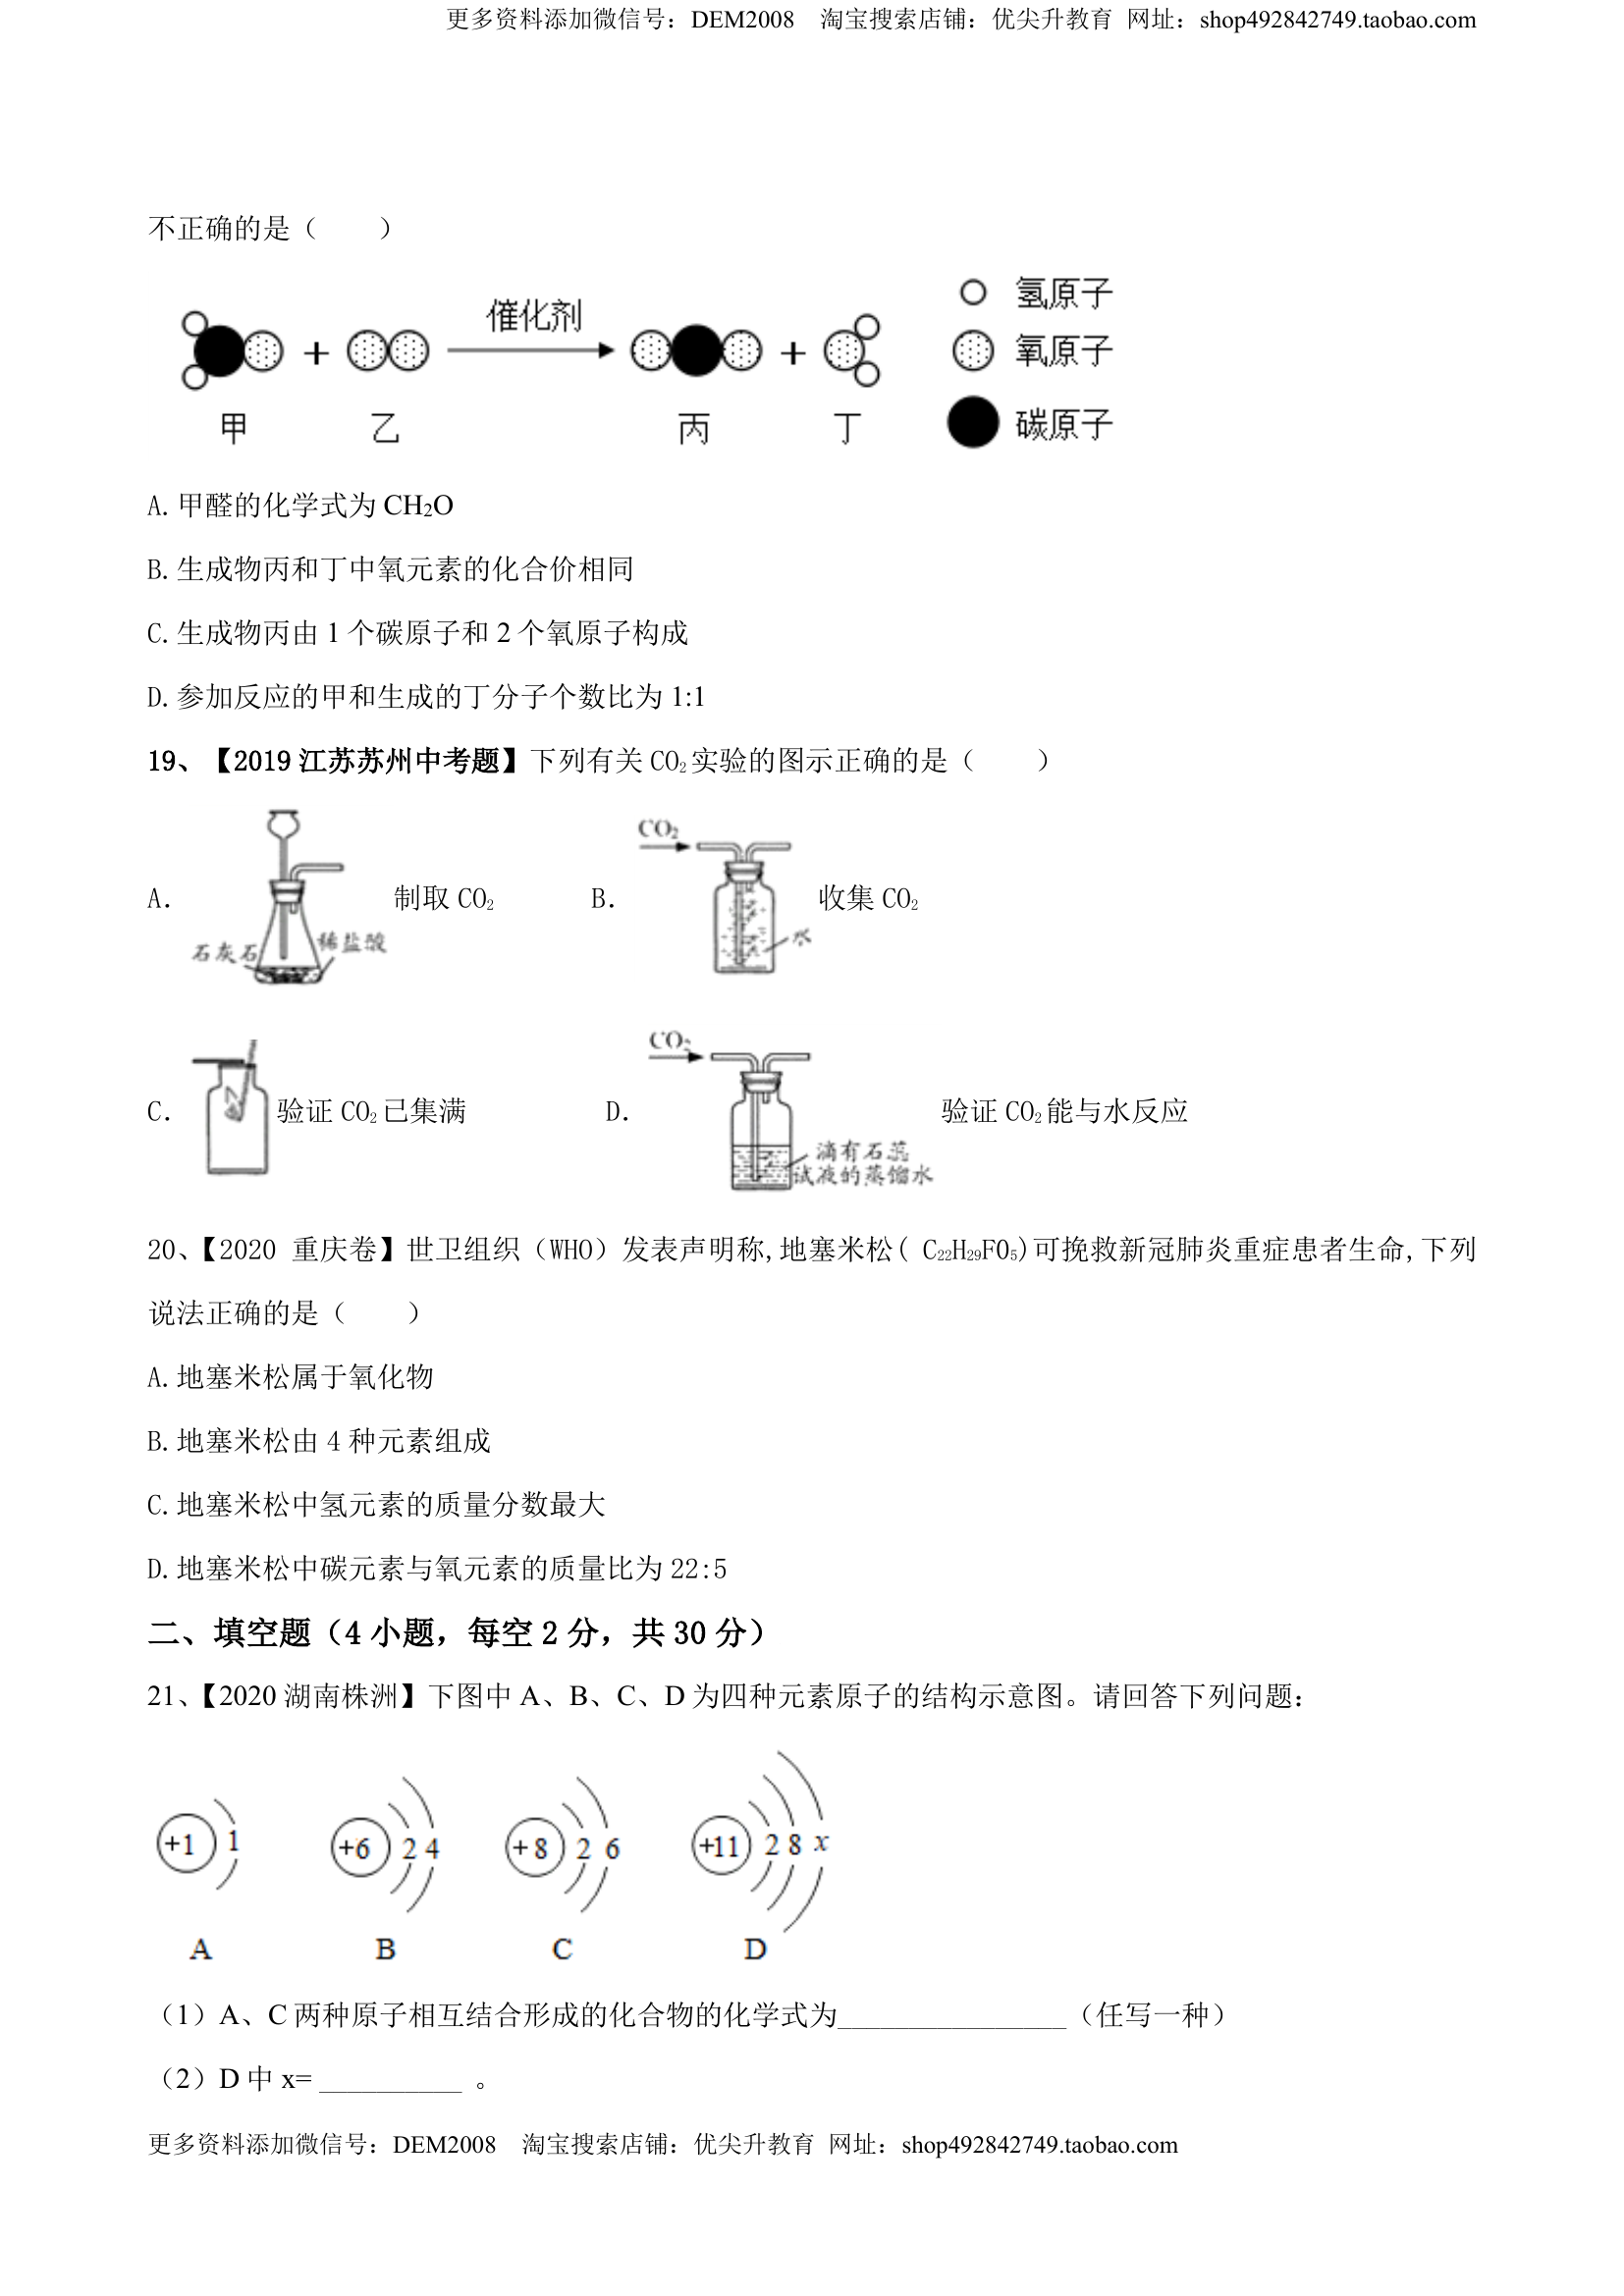 更多资料添加微信号：DEM2008 淘宝搜索店铺：优尖升教育 网址：shop492842749.taobao.com
不正确的是（  ）
氢原子
催化剂
+ + 氧原子
甲 乙 丙 丁 碳原子
A.甲醛的化学式为 CH₂O
B.生成物丙和丁中氧元素的化合价相同
C.生成物丙由 1 个碳原子和 2 个氧原子构成
D.参加反应的甲和生成的丁分子个数比为 1:1
19、【2019 江苏苏州中考题】下列有关 CO₂实验的图示正确的是（  ）
CO₂
A. 制取 CO₂ B. 收集 CO₂
石灰石 稀盐酸 水
CO₂
C. 验证 CO₂已集满 D. 验证 CO₂能与水反应
滴有石蕊
试液的蒸馏水
20、【2020 重庆卷】世卫组织（WHO）发表声明称,地塞米松( C₂₂H₂₉FO₅)可挽救新冠肺炎重症患者生命,下列
说法正确的是（  ）
A.地塞米松属于氧化物
B.地塞米松由 4 种元素组成
C.地塞米松中氢元素的质量分数最大
D.地塞米松中碳元素与氧元素的质量比为 22:5
二、填空题（4 小题，每空 2 分，共 30 分）
21、【2020 湖南株洲】下图中 A、B、C、D 为四种元素原子的结构示意图。请回答下列问题：
+1 1 +6 2 4 +8 2 6 +11 2 8 x
A B C D
（1）A、C 两种原子相互结合形成的化合物的化学式为________________（任写一种）
（2）D 中 x= __________ 。
更多资料添加微信号：DEM2008 淘宝搜索店铺：优尖升教育 网址：shop492842749.taobao.com